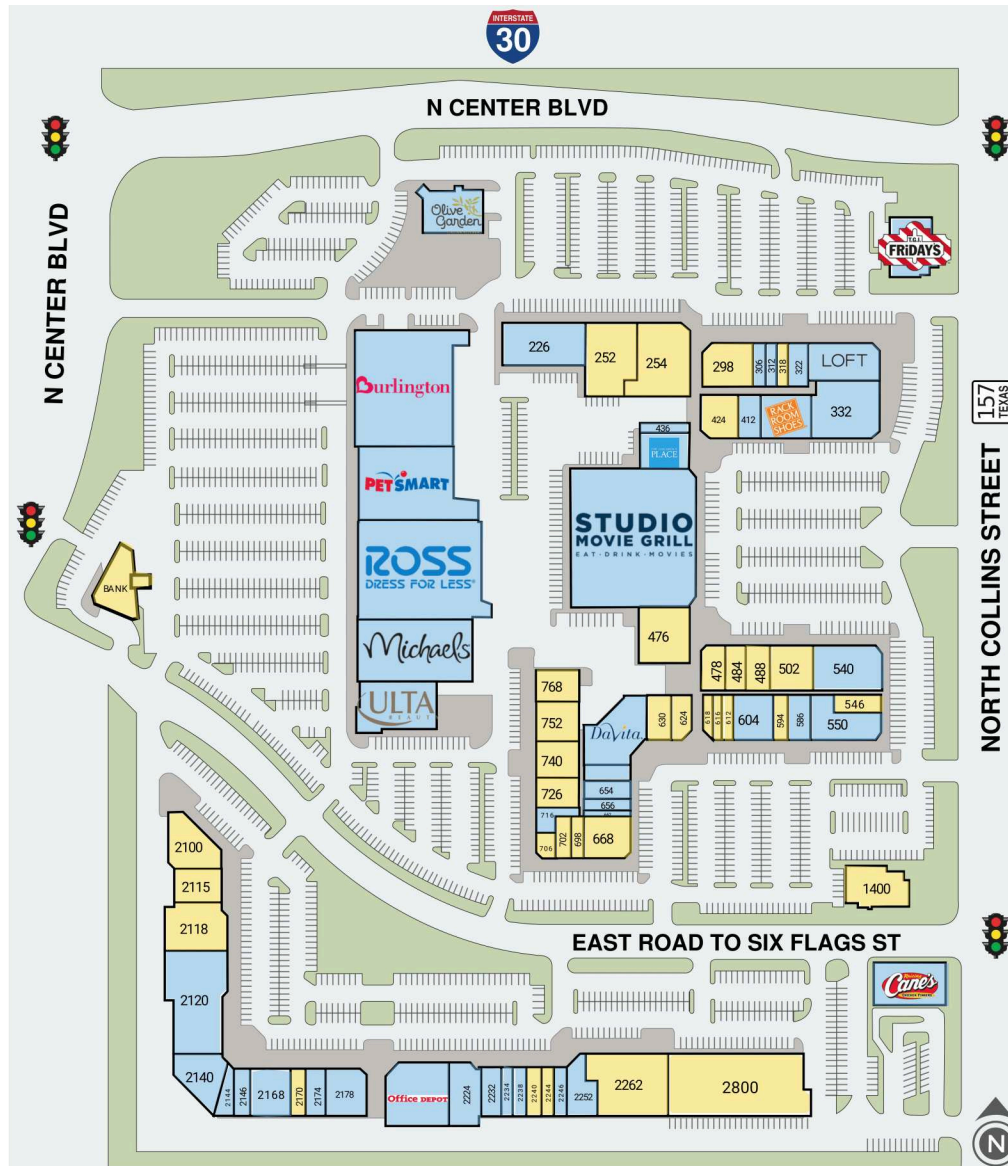 INTERSTATE
30
N CENTER BLVD
N CENTER BLVD
Olive
Garden
T.G.I.
FRiDAY'S
226
252
254
298
306
312
318
322
LOFT
Burlington
157
TEXAS
424
412
RACK
ROOM
SHOES
332
436
PLACE
PETSMART
STUDIO
MOVIE GRILL
EAT·DRINK·MOVIES
NORTH COLLINS STREET
ROSS
DRESS FOR LESS®
BANK
476
Michaels
478
484
488
502
540
768
ULTA
BEAUTY
752
DaVita.
630
624
618
616
612
604
594
586
546
550
740
726
654
656
716
706
702
698
668
2100
2115
1400
2118
EAST ROAD TO SIX FLAGS ST
Raising
Cane's
CHICKEN FINGERS
2120
2140
2144
2146
2168
2170
2174
2178
Office DEPOT
2224
2232
2234
2238
2240
2244
2246
2252
2262
2800
N